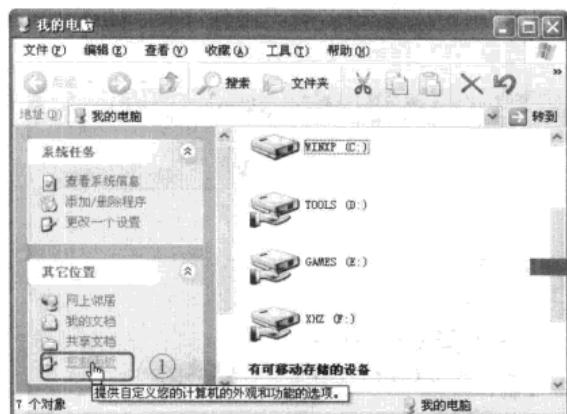 我的电脑
文件(F) 编辑(E) 查看(V) 收藏(A) 工具(T) 帮助(H)
后退 搜索 文件夹 »
地址(D) 我的电脑 转到
系统任务
查看系统信息
添加/删除程序
更改一个设置
其它位置
网上邻居
我的文档
共享文档
控制面板
①
提供自定义您的计算机的外观和功能的选项。
WINXP (C:)
TOOLS (D:)
GAMES (E:)
XHZ (F:)
有可移动存储的设备
7 个对象 我的电脑